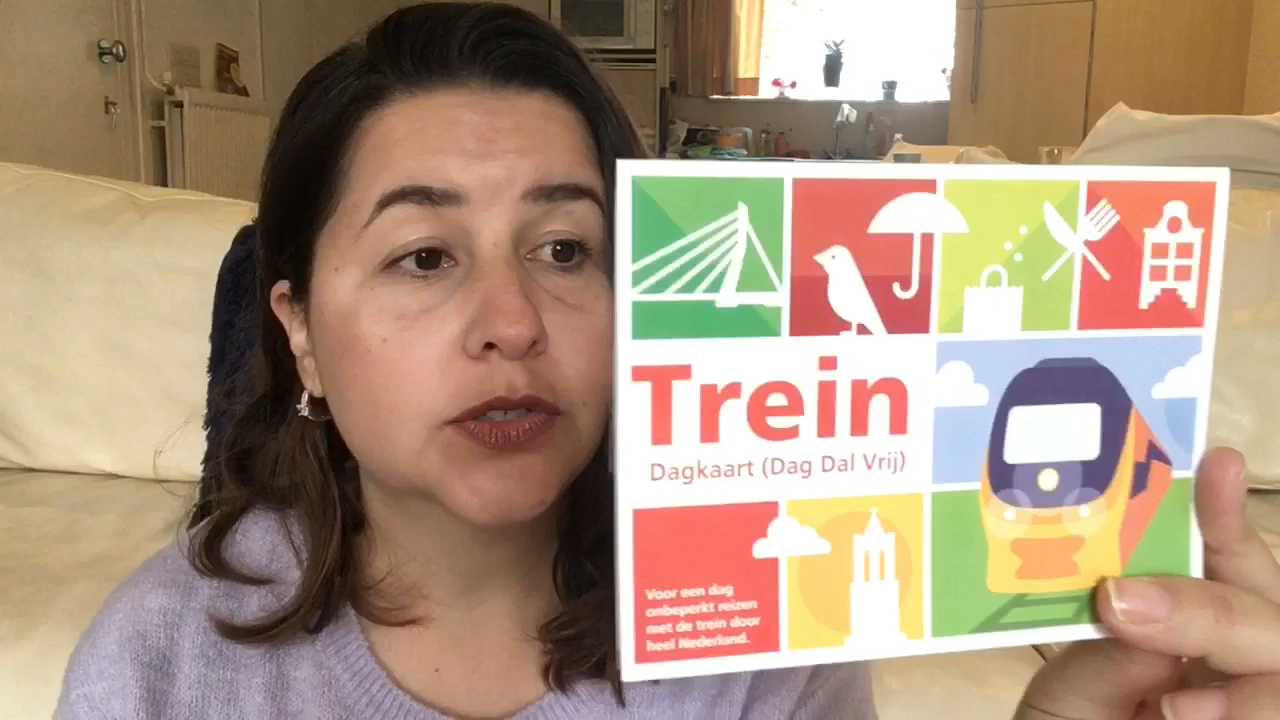 Trein
Dagkaart (Dag Dal Vrij)
Voor een dag
onbeperkt reizen
met de trein door
heel Nederland.